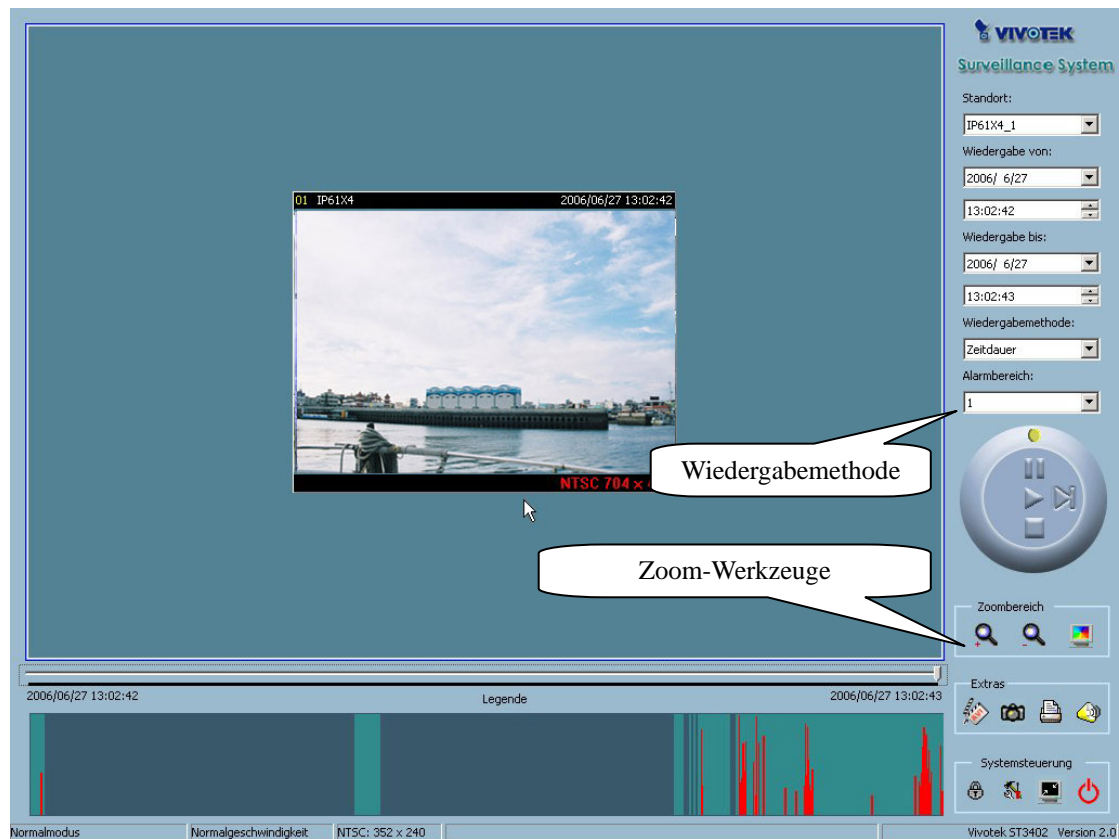 VIVOTEK
Surveillance System
Standort:
IP61X4_1
Wiedergabe von:
2006/ 6/27
13:02:42
Wiedergabe bis:
2006/ 6/27
13:02:43
Wiedergabemethode:
Zeitdauer
Alarmbereich:
1
01 IP61X4 2006/06/27 13:02:42
NTSC 704 ×
Wiedergabemethode
Zoom-Werkzeuge
Zoombereich
2006/06/27 13:02:42 Legende 2006/06/27 13:02:43
Extras
Systemsteuerung
Normalmodus Normalgeschwindigkeit NTSC: 352 × 240 Vivotek ST3402 Version 2.0